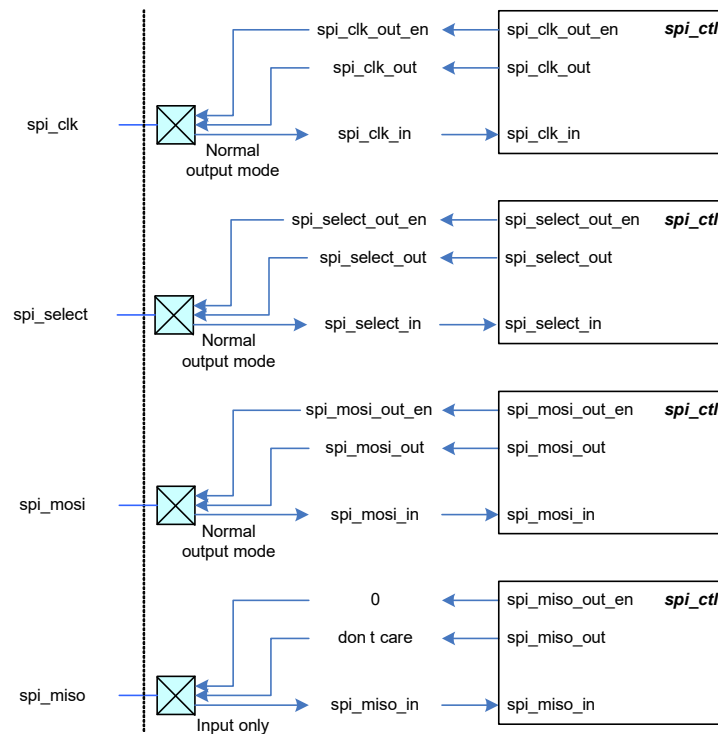 spi_clk_out_en spi_clk_out_en spi_ctl
spi_clk_out spi_clk_out
spi_clk spi_clk_in spi_clk_in
Normal
output mode
spi_select_out_en spi_select_out_en spi_ctl
spi_select_out spi_select_out
spi_select spi_select_in spi_select_in
Normal
output mode
spi_mosi_out_en spi_mosi_out_en spi_ctl
spi_mosi_out spi_mosi_out
spi_mosi spi_mosi_in spi_mosi_in
Normal
output mode
0 spi_miso_out_en spi_ctl
don t care spi_miso_out
spi_miso spi_miso_in spi_miso_in
Input only